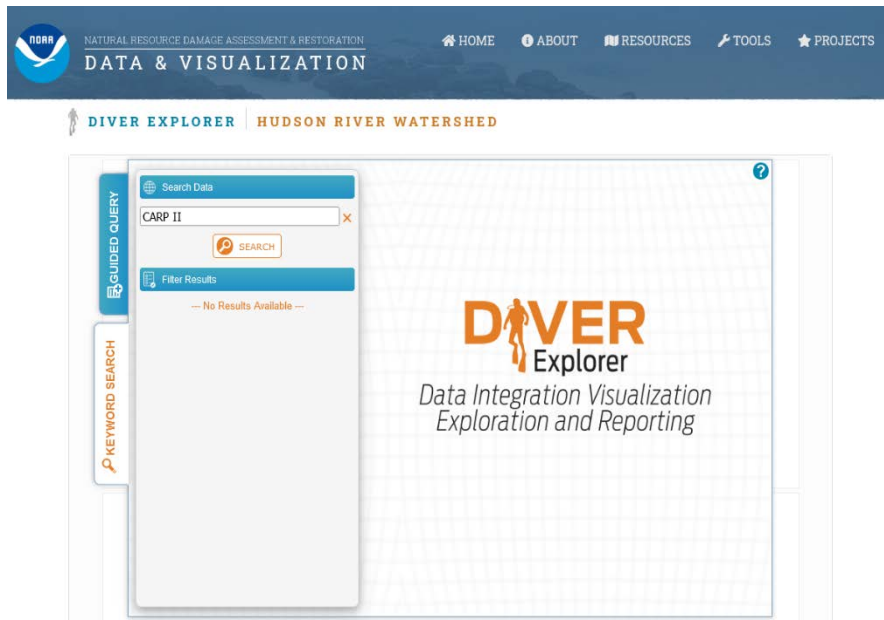 NOAA
NATURAL RESOURCE DAMAGE ASSESSMENT & RESTORATION
DATA & VISUALIZATION
HOME
ABOUT
RESOURCES
TOOLS
PROJECTS
DIVER EXPLORER
HUDSON RIVER WATERSHED
GUIDED QUERY
KEYWORD SEARCH
Search Data
CARP II
SEARCH
Filter Results
--- No Results Available ---
?
DIVER
Explorer
Data Integration Visualization
Exploration and Reporting